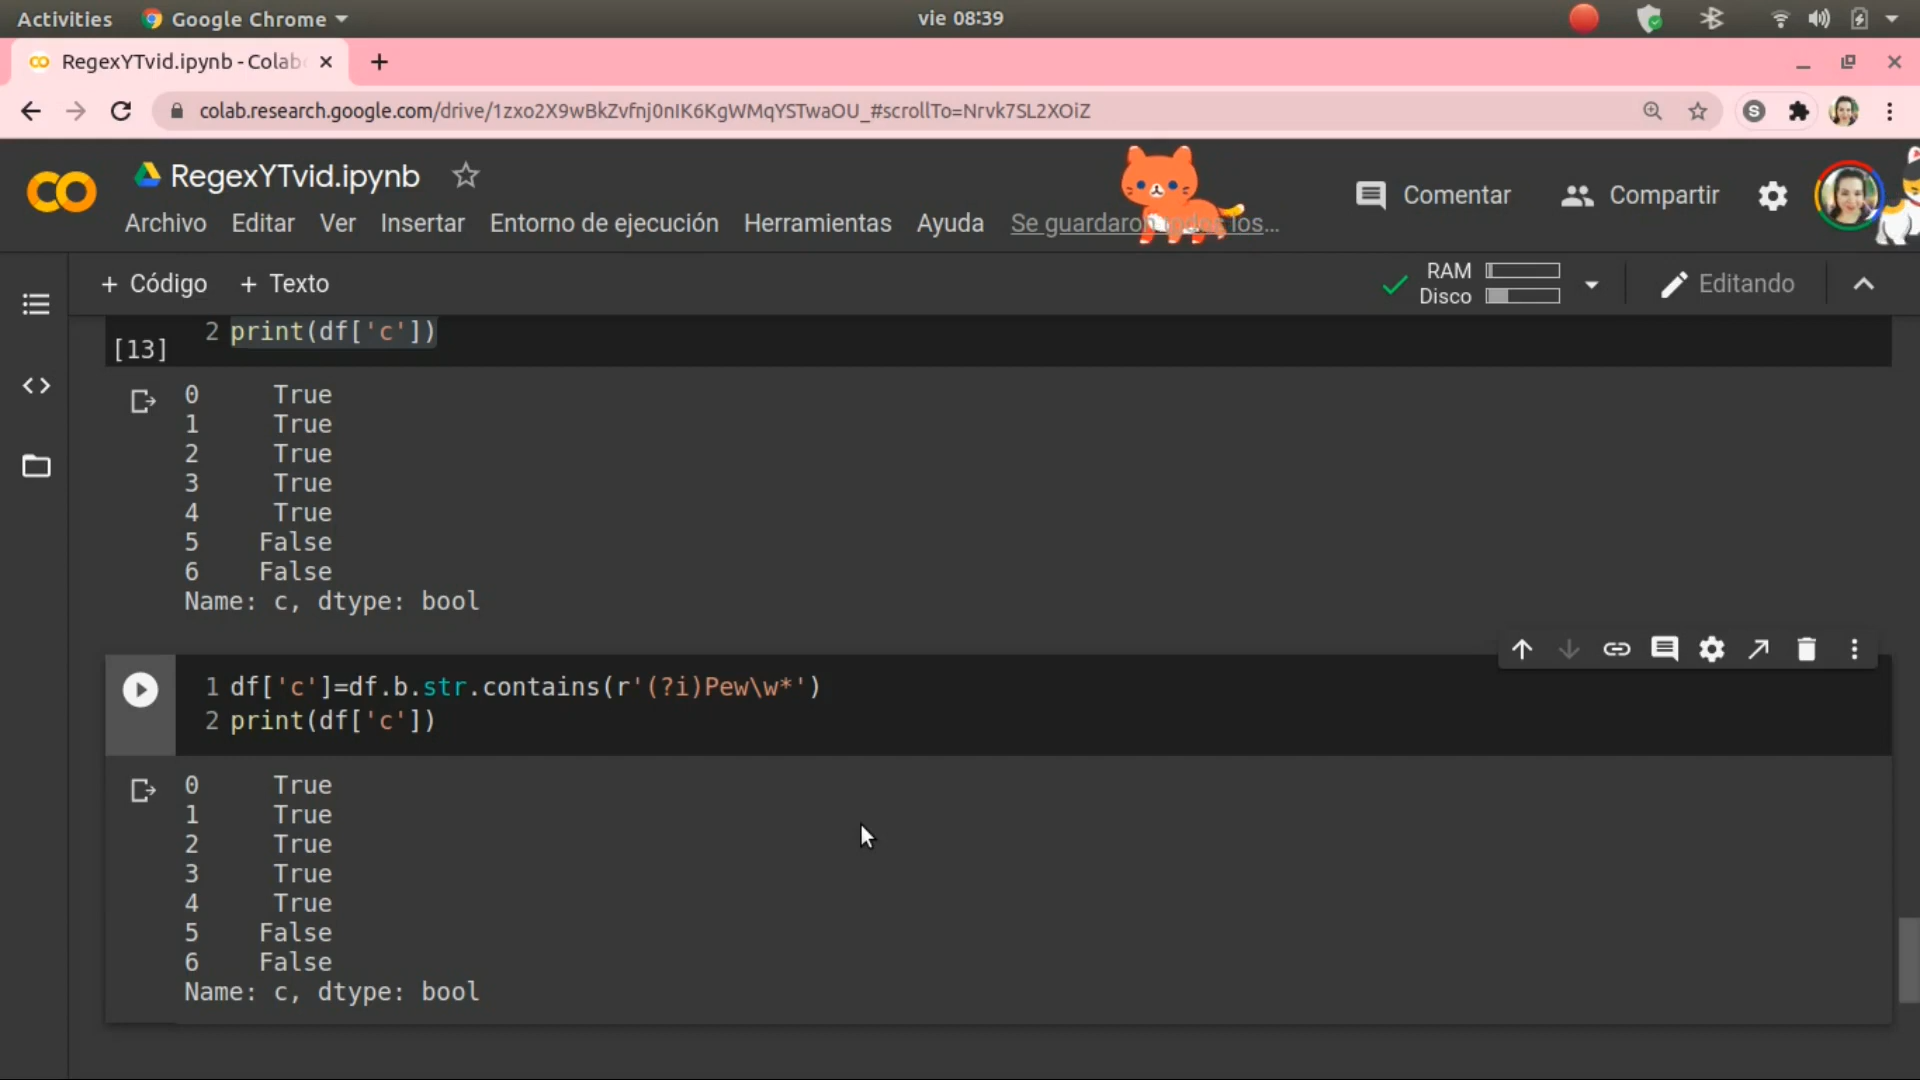 Activities Google Chrome vie 08:39
RegexYTvid.ipynb - Colab
colab.research.google.com/drive/1zxo2X9wBkZvfnj0nIK6KgWMqYSTwaOU_#scrollTo=Nrvk7SL2XOiZ S
RegexYTvid.ipynb Comentar Compartir
Archivo Editar Ver Insertar Entorno de ejecución Herramientas Ayuda Se guardaron todos los...
+ Código + Texto RAM Disco Editando
2 print(df['c'])
[13]
0 True
1 True
2 True
3 True
4 True
5 False
6 False
Name: c, dtype: bool
1 df['c']=df.b.str.contains(r'(?i)Pew\w*')
2 print(df['c'])
0 True
1 True
2 True
3 True
4 True
5 False
6 False
Name: c, dtype: bool